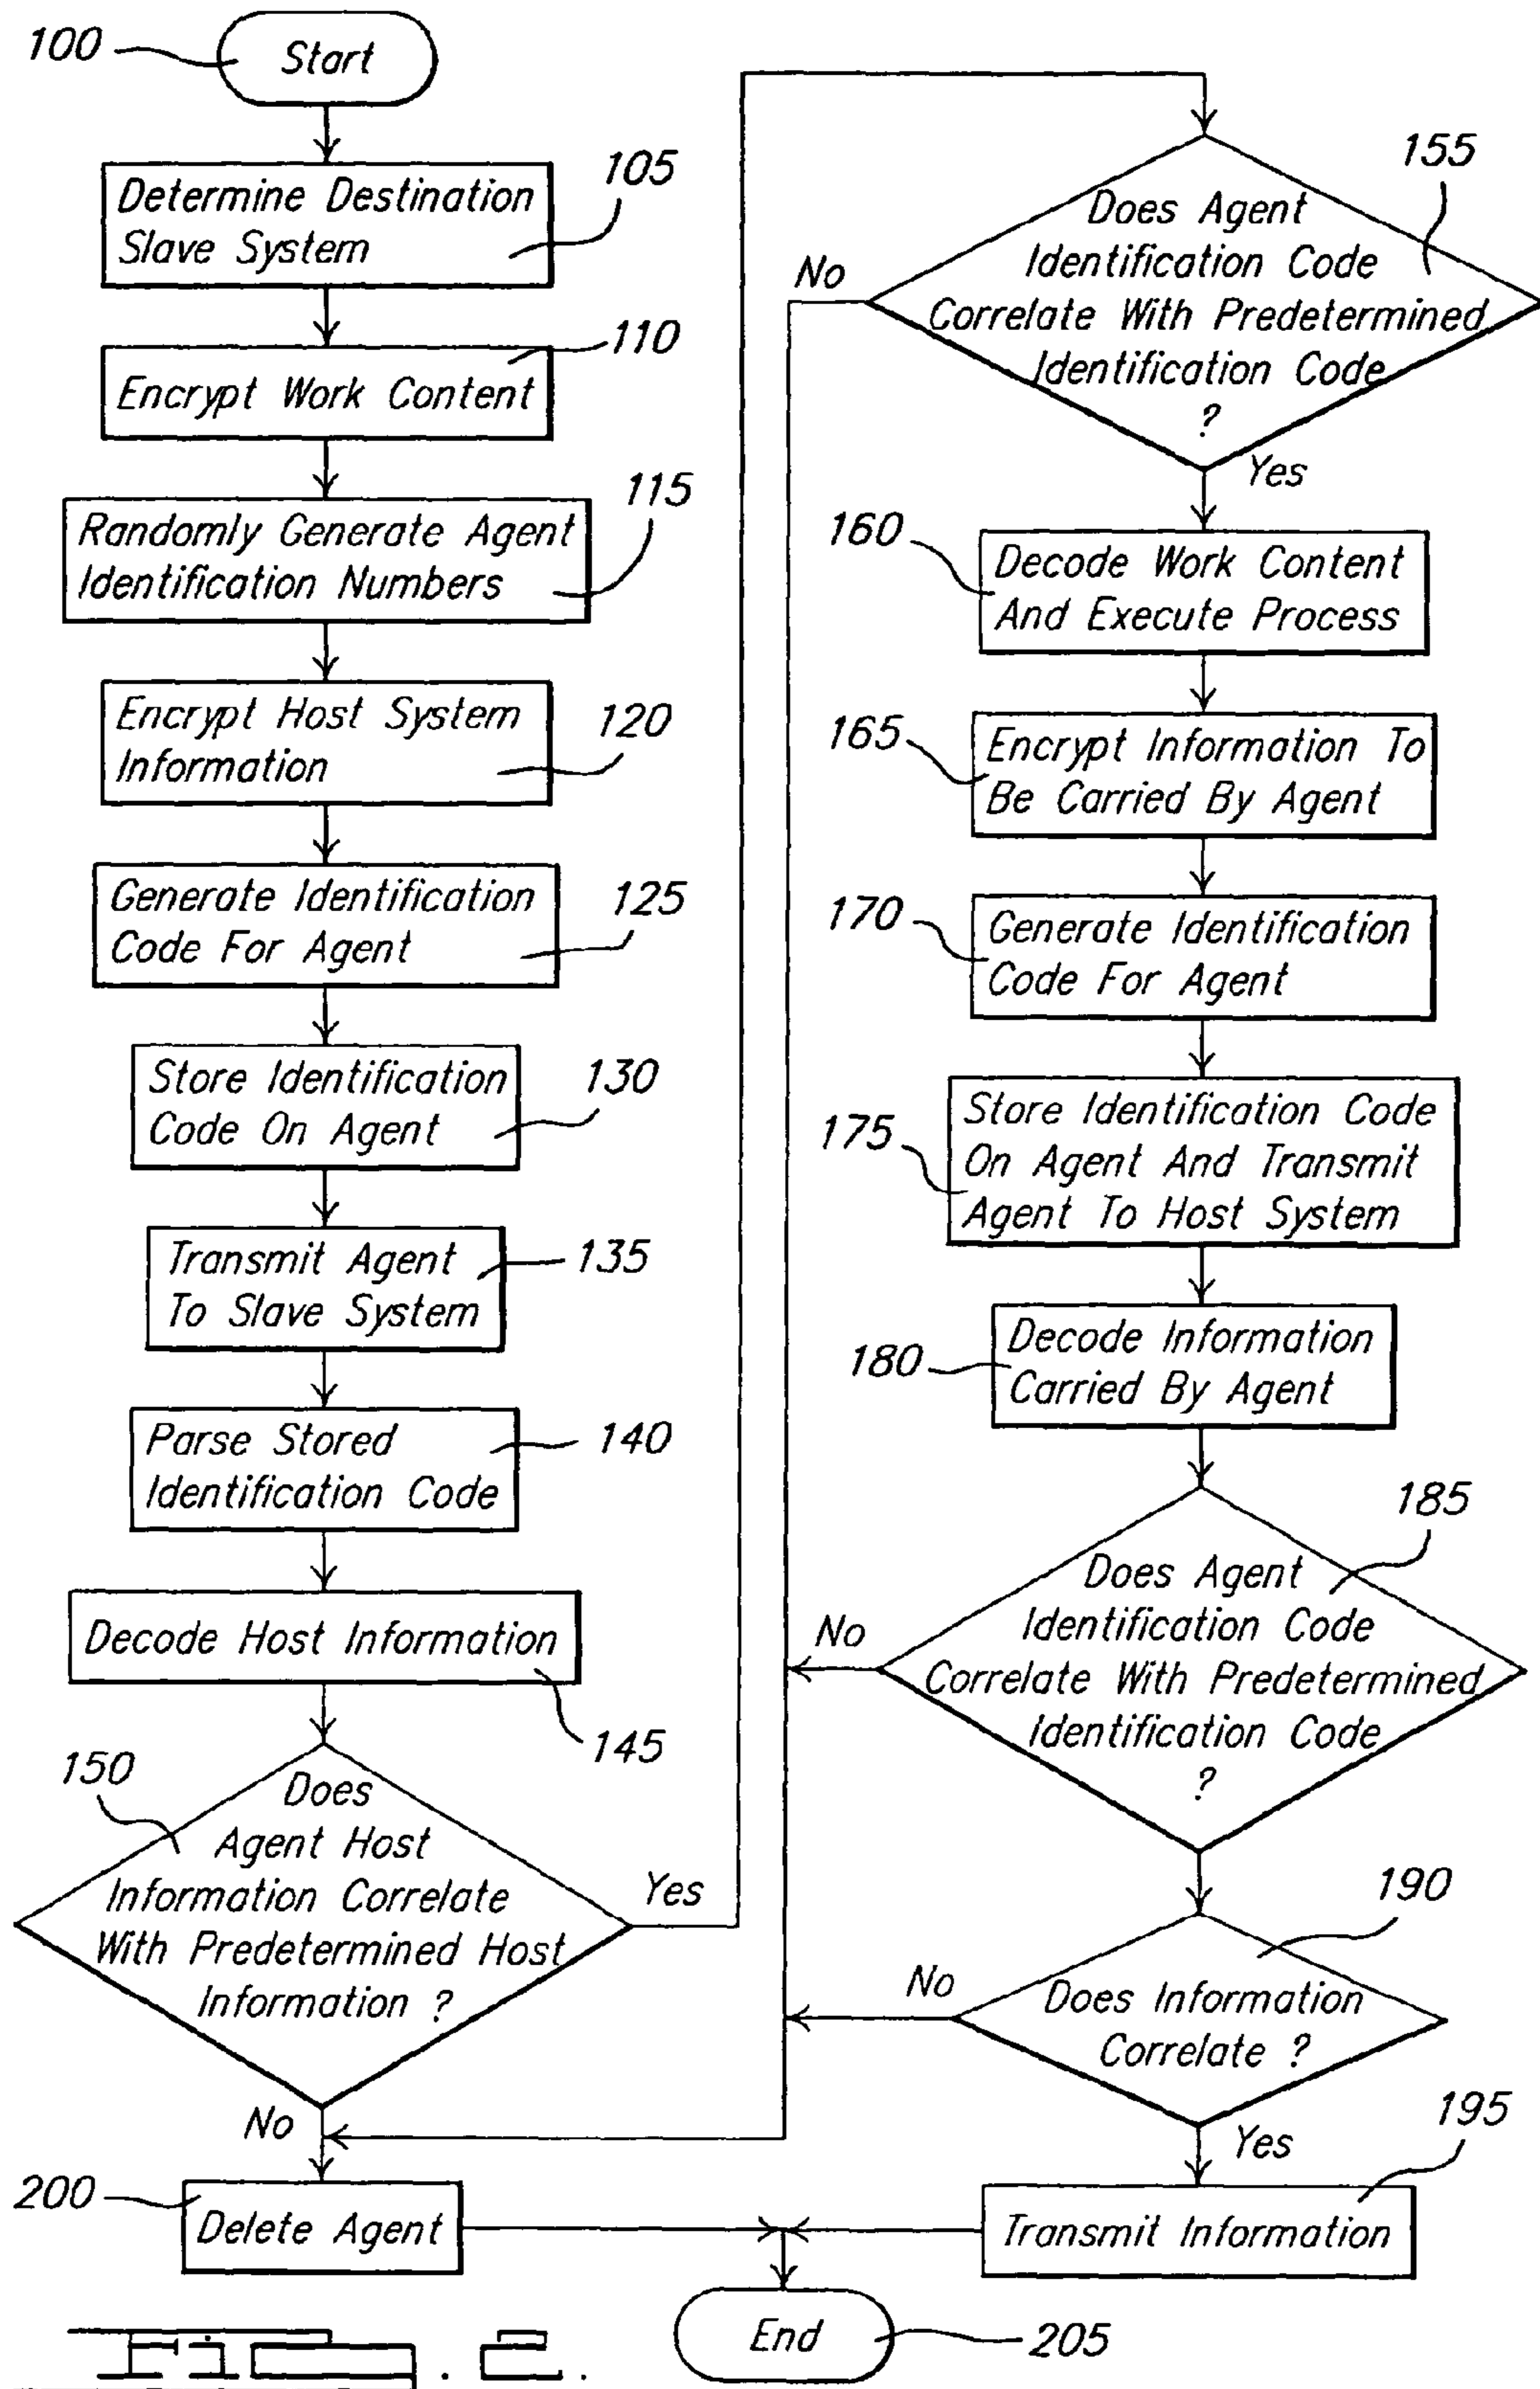 100
Start
Determine Destination
Slave System
105
Encrypt Work Content
110
Randomly Generate Agent
Identification Numbers
115
Encrypt Host System
Information
120
Generate Identification
Code For Agent
125
Store Identification
Code On Agent
130
Transmit Agent
To Slave System
135
Parse Stored
Identification Code
140
Decode Host Information
145
150
Does
Agent Host
Information Correlate
With Predetermined Host
Information ?
Yes
No
200
Delete Agent
155
Does Agent
Identification Code
Correlate With Predetermined
Identification Code
?
No
Yes
160
Decode Work Content
And Execute Process
165
Encrypt Information To
Be Carried By Agent
170
Generate Identification
Code For Agent
175
Store Identification Code
On Agent And Transmit
Agent To Host System
180
Decode Information
Carried By Agent
185
Does Agent
Identification Code
Correlate With Predetermined
Identification Code
?
No
190
Does Information
Correlate ?
No
Yes
195
Transmit Information
End
205
Fig. 2.